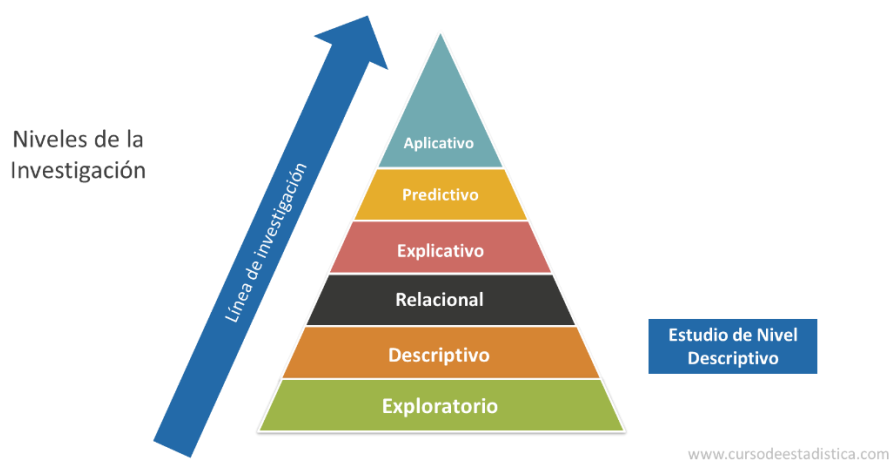 Niveles de la
Investigación
Línea de investigación
Aplicativo
Predictivo
Explicativo
Relacional
Descriptivo
Exploratorio
Estudio de Nivel
Descriptivo
www.cursodeestadistica.com